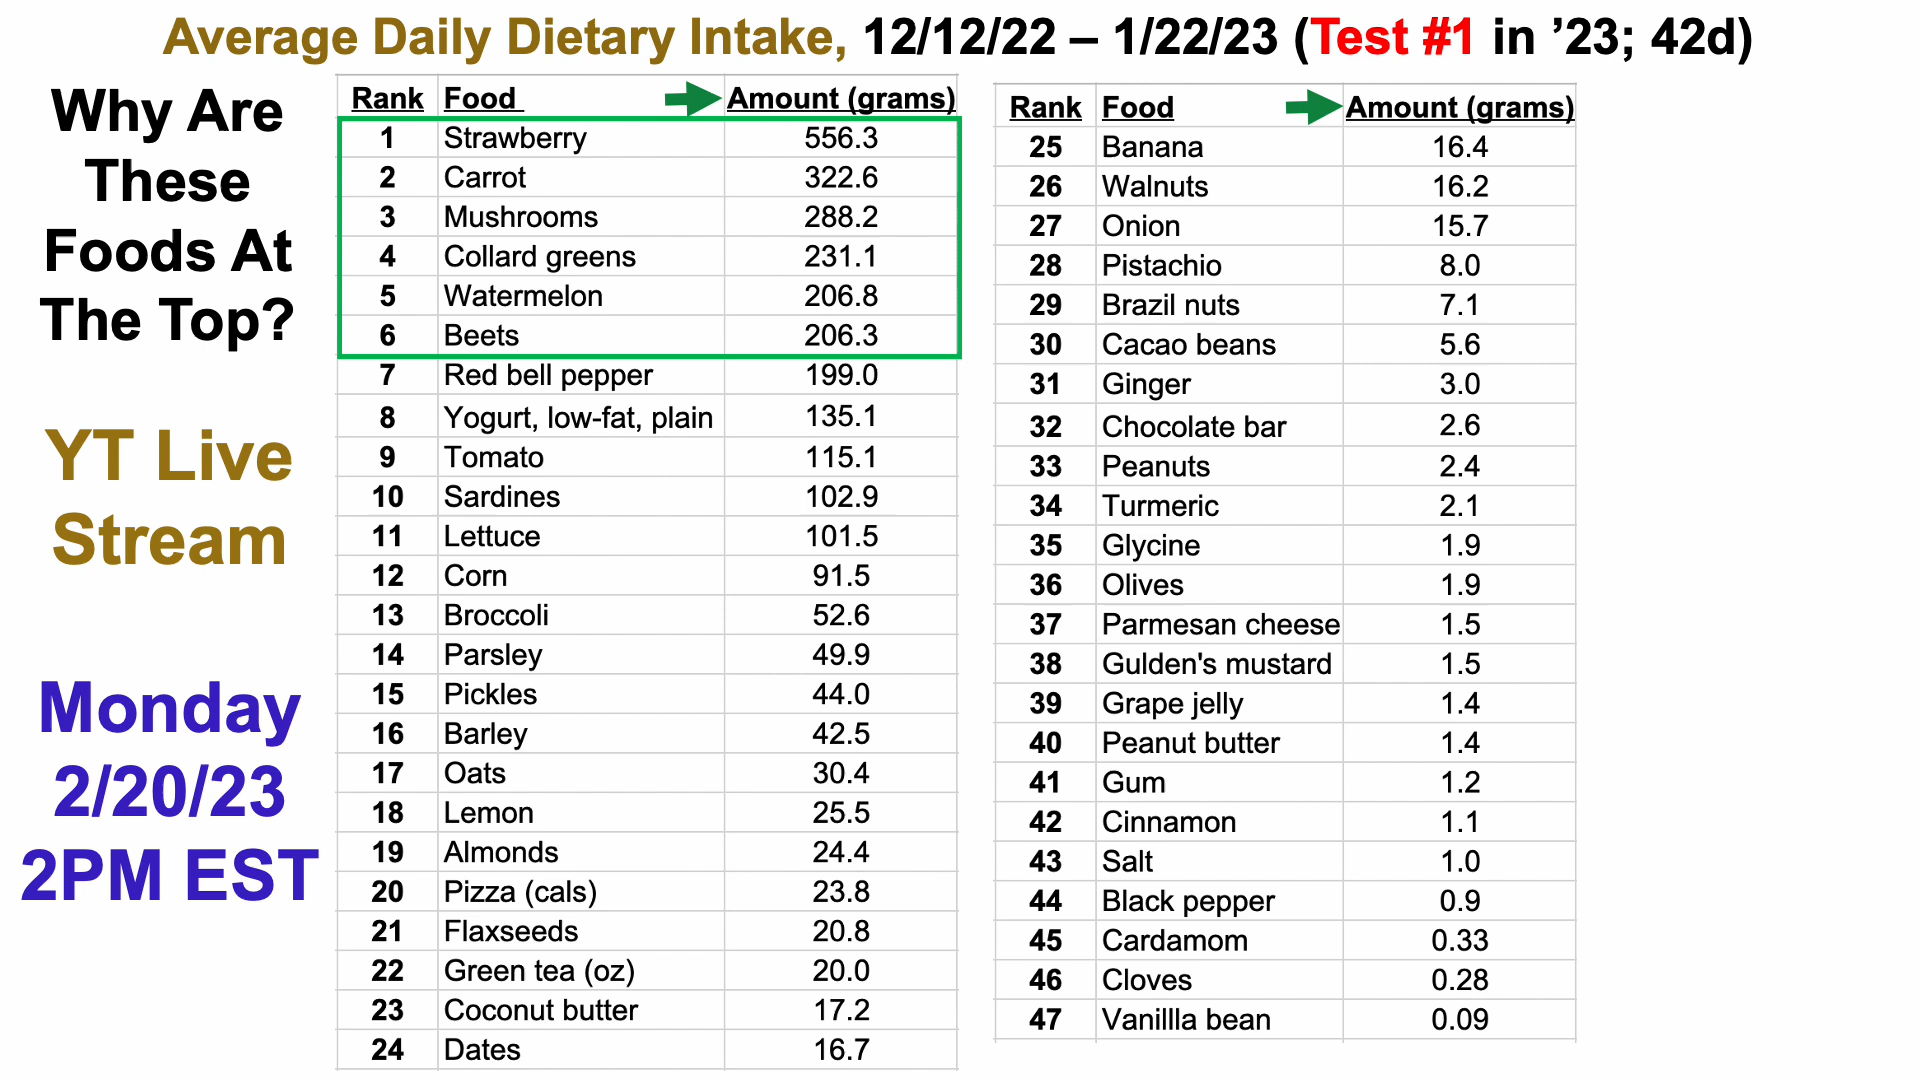 Average Daily Dietary Intake, 12/12/22 – 1/22/23 (Test #1 in ’23; 42d)
Why Are
These
Foods At
The Top?
YT Live
Stream
Monday
2/20/23
2PM EST
Rank Food Amount (grams)
1 Strawberry 556.3
2 Carrot 322.6
3 Mushrooms 288.2
4 Collard greens 231.1
5 Watermelon 206.8
6 Beets 206.3
7 Red bell pepper 199.0
8 Yogurt, low-fat, plain 135.1
9 Tomato 115.1
10 Sardines 102.9
11 Lettuce 101.5
12 Corn 91.5
13 Broccoli 52.6
14 Parsley 49.9
15 Pickles 44.0
16 Barley 42.5
17 Oats 30.4
18 Lemon 25.5
19 Almonds 24.4
20 Pizza (cals) 23.8
21 Flaxseeds 20.8
22 Green tea (oz) 20.0
23 Coconut butter 17.2
24 Dates 16.7
Rank Food Amount (grams)
25 Banana 16.4
26 Walnuts 16.2
27 Onion 15.7
28 Pistachio 8.0
29 Brazil nuts 7.1
30 Cacao beans 5.6
31 Ginger 3.0
32 Chocolate bar 2.6
33 Peanuts 2.4
34 Turmeric 2.1
35 Glycine 1.9
36 Olives 1.9
37 Parmesan cheese 1.5
38 Gulden's mustard 1.5
39 Grape jelly 1.4
40 Peanut butter 1.4
41 Gum 1.2
42 Cinnamon 1.1
43 Salt 1.0
44 Black pepper 0.9
45 Cardamom 0.33
46 Cloves 0.28
47 Vanillla bean 0.09